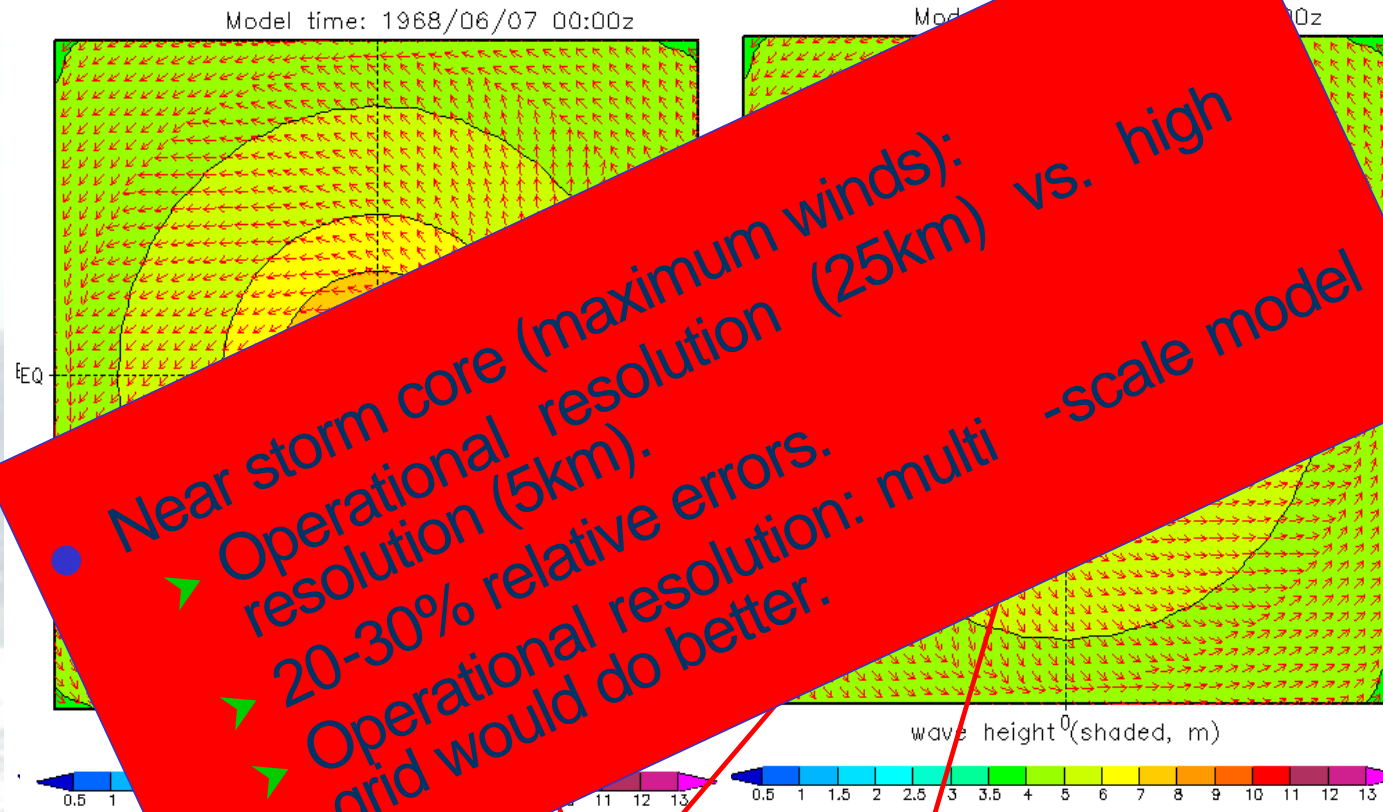 Model time: 1968/06/07 00:00z
0z
Near storm core (maximum winds):
Operational resolution (25km) vs. high
resolution (5km).
20-30% relative errors.
Operational resolution: multi -scale model
grid would do better.
EQ
wave height (shaded, m)
0
0.5 1 11 12 13
0.5 1 1.5 2 2.5 3 3.5 4 5 6 7 8 9 10 11 12 13